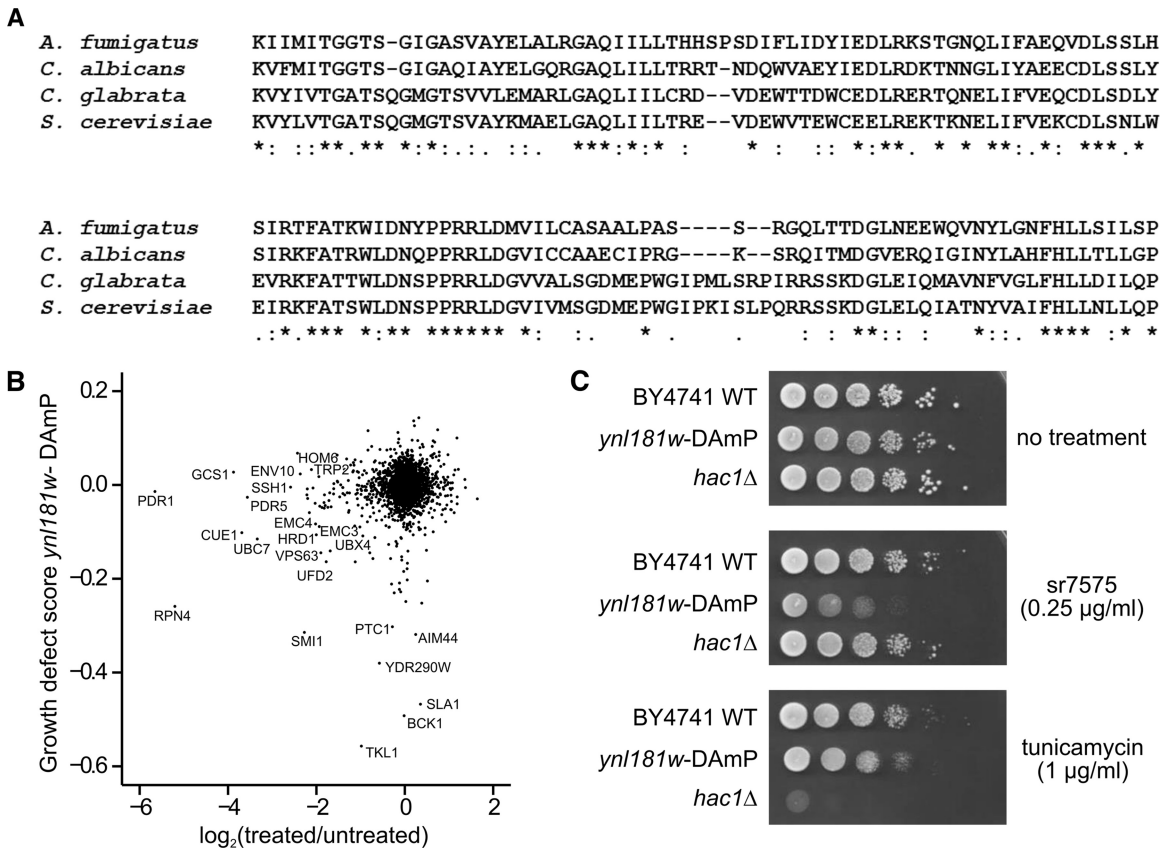 A
A. fumigatus KIIMITGGTS-GIGASVAYELALRGAQIILLTHHSPSDIFLIDYIEDLRKSTGNQLIFAEQVDLSSLH
C. albicans KVFMITGGTS-GIGAQIAYELGQRGAQLILLTRRT-NDQWVAEYIEDLRDKTNNGLIYAEECDLSSLY
C. glabrata KVYIVTGATSQGMGTSVVLEMARLGAQLIILCRD--VDEWTTDWCEDLRERTQNELIFVEQCDLSDLY
S. cerevisiae KVYLVTGATSQGMGTSVAYKMAELGAQLIILTRE--VDEWVTEWCEELREKTKNELIFVEKCDLSNLW
*: ::**.** *:*:.:. ::. ***:*:* : * : :: *:**. * * **:.*: ***.*
A. fumigatus SIRTFATKWIDNYPPRRLDMVILCASAALPAS----S--RGQLTTDGLNEEWQVNYLGNFHLLSILSP
C. albicans SIRKFATRWLDNQPPRRLDGVICCAAECIPRG----K--SRQITMDGVERQIGINYLAHFHLLTLLGP
C. glabrata EVRKFATTWLDNSPPRRLDGVVALSGDMEPWGIPMLSRPIRRSSKDGLEIQMAVNFVGLFHLLDILQP
S. cerevisiae EIRKFATSWLDNSPPRRLDGVIVMSGDMEPWGIPKISLPQRRSSKDGLELQIATNYVAIFHLLNLLQP
.:*.*** *:** ****** *: :. * . . : : **:: : *::. **** :* *
B
Growth defect score ynl181w- DAmP
0.2
0.0
−0.2
−0.4
−0.6
HOM6
GCS1
ENV10
TRP2
SSH1
PDR1
PDR5
EMC4
CUE1
EMC3
HRD1
UBC7
UBX4
VPS63
UFD2
RPN4
SMI1
PTC1
AIM44
YDR290W
SLA1
BCK1
TKL1
−6 −4 −2 0 2
log2(treated/untreated)
C
BY4741 WT
ynl181w-DAmP
hac1Δ
no treatment
BY4741 WT
ynl181w-DAmP
hac1Δ
sr7575
(0.25 µg/ml)
BY4741 WT
ynl181w-DAmP
hac1Δ
tunicamycin
(1 µg/ml)